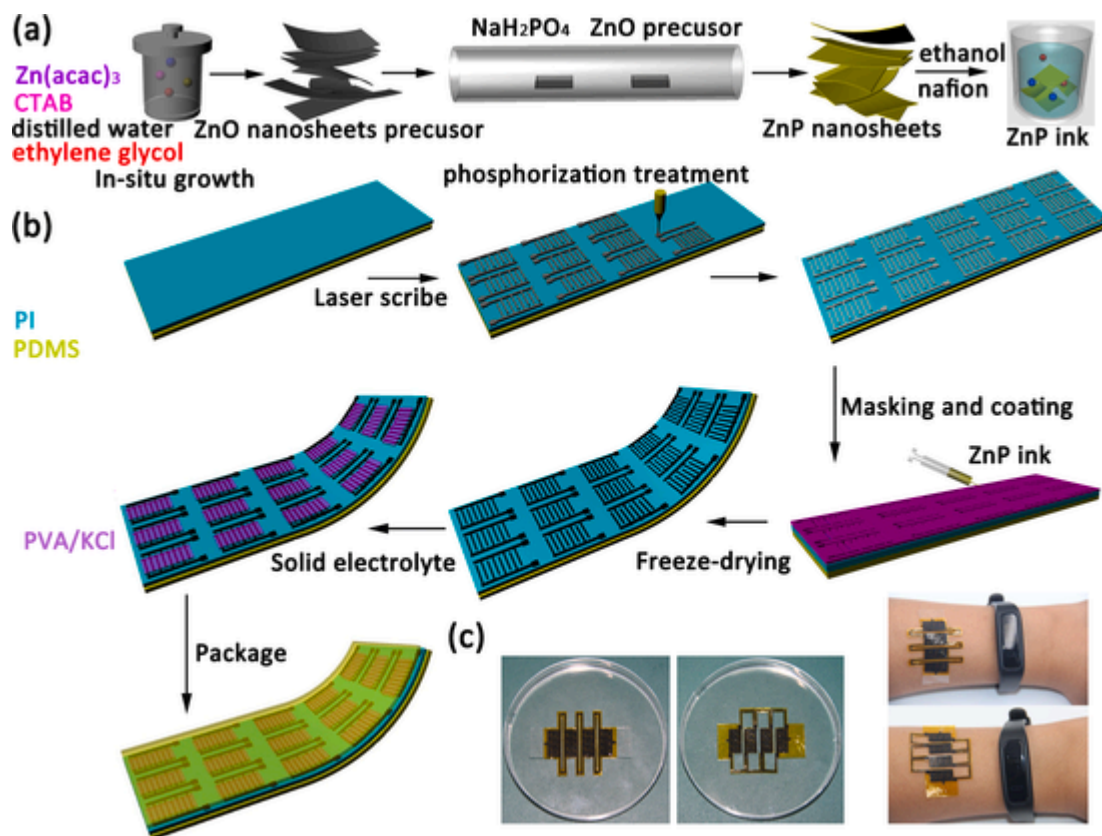 (a)
NaH₂PO₄ ZnO precusor
ethanol
Zn(acac)₃
CTAB
nafion
distilled water
ZnO nanosheets precusor
ZnP nanosheets
ZnP ink
ethylene glycol
In-situ growth
phosphorization treatment
(b)
Laser scribe
PI
PDMS
Masking and coating
ZnP ink
PVA/KCl
Solid electrolyte
Freeze-drying
Package
(c)